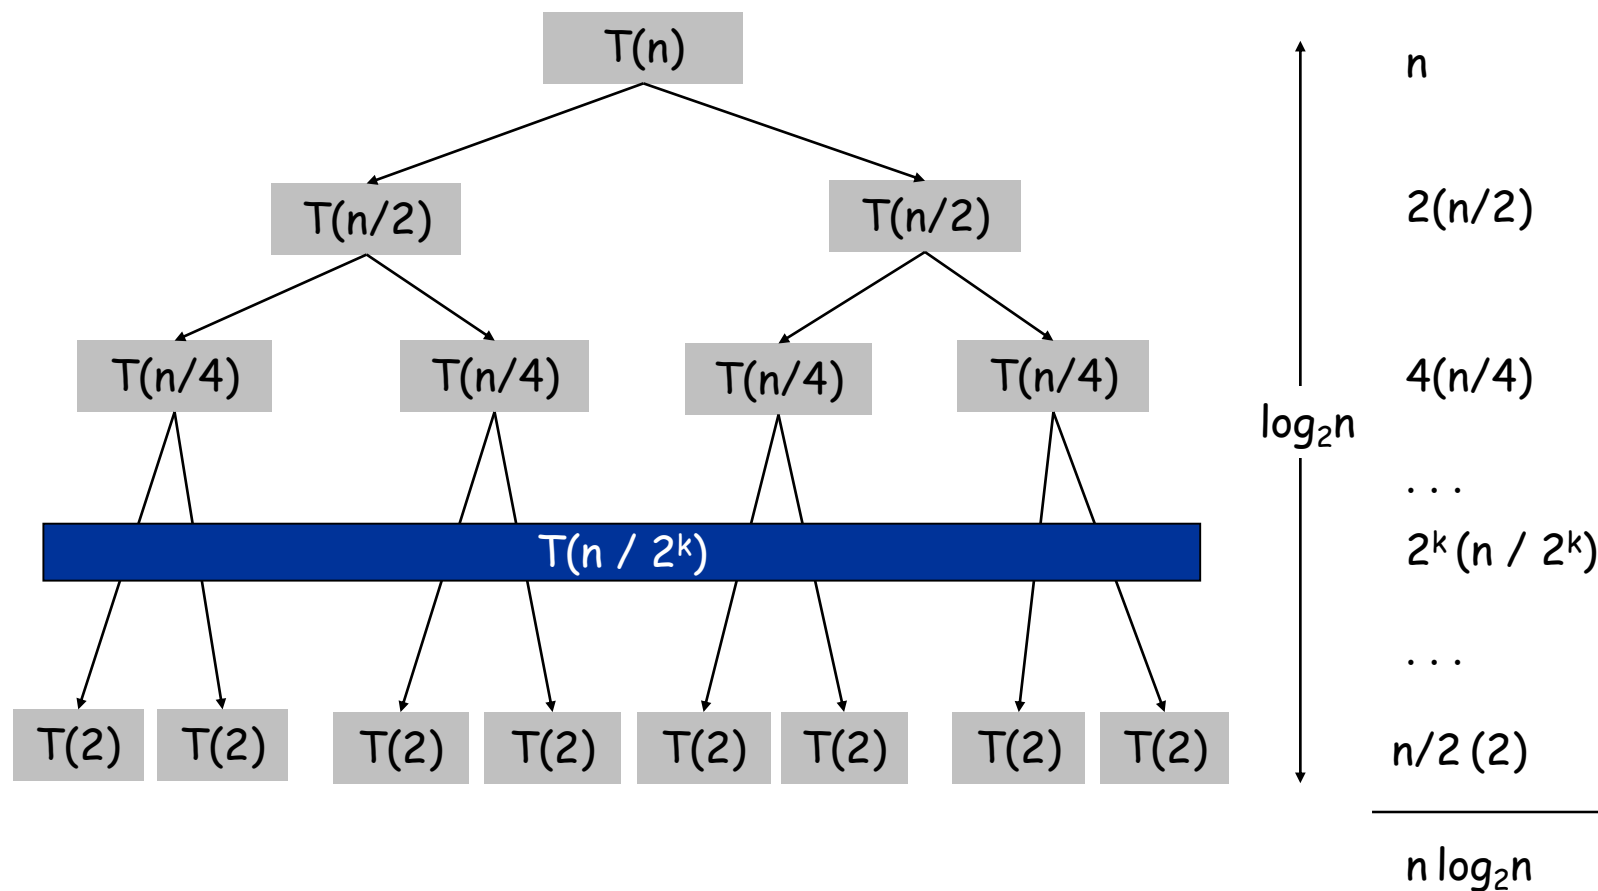 T(n) n
T(n/2) T(n/2) 2(n/2)
T(n/4) T(n/4) T(n/4) T(n/4) 4(n/4)
log₂n
. . .
T(n / 2ᵏ) 2ᵏ (n / 2ᵏ)
. . .
T(2) T(2) T(2) T(2) T(2) T(2) T(2) T(2) n/2 (2)
n log₂n